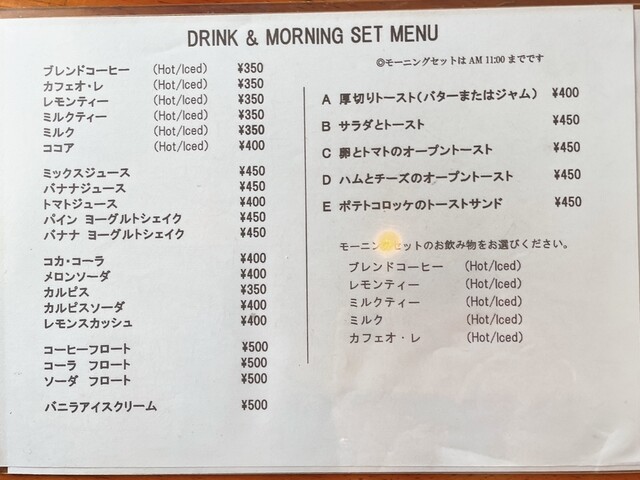 DRINK & MORNING SET MENU
ブレンドコーヒー (Hot/Iced) ¥350
カフェオ・レ (Hot/Iced) ¥350
レモンティー (Hot/Iced) ¥350
ミルクティー (Hot/Iced) ¥350
ミルク (Hot/Iced) ¥350
ココア (Hot/Iced) ¥400
ミックスジュース ¥450
バナナジュース ¥450
トマトジュース ¥400
パイン ヨーグルトシェイク ¥450
バナナ ヨーグルトシェイク ¥450
コカ・コーラ ¥400
メロンソーダ ¥400
カルピス ¥350
カルピスソーダ ¥400
レモンスカッシュ ¥400
コーヒーフロート ¥500
コーラ フロート ¥500
ソーダ フロート ¥500
バニラアイスクリーム ¥500
◎モーニングセットは AM 11:00 までです
A 厚切りトースト(バターまたはジャム) ¥400
B サラダとトースト ¥450
C 卵とトマトのオープントースト ¥450
D ハムとチーズのオープントースト ¥450
E ポテトコロッケのトーストサンド ¥450
モーニングセットのお飲み物をお選びください。
ブレンドコーヒー (Hot/Iced)
レモンティー (Hot/Iced)
ミルクティー (Hot/Iced)
ミルク (Hot/Iced)
カフェオ・レ (Hot/Iced)